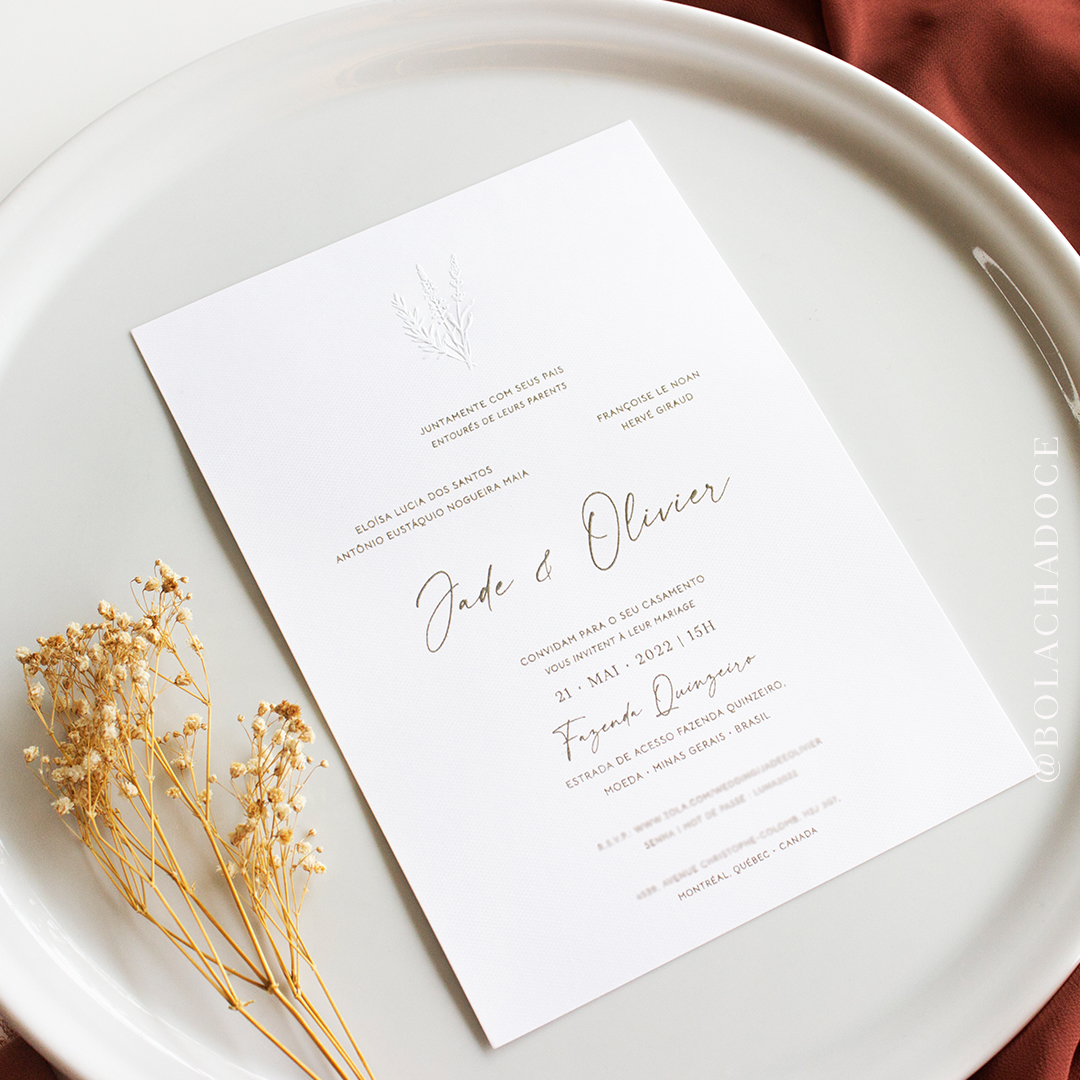 JUNTAMENTE COM SEUS PAIS
ENTOURÉS DE LEURS PARENTS
ELOÍSA LUCIA DOS SANTOS
ANTÔNIO EUSTÁQUIO NOGUEIRA MAIA
FRANÇOISE LE NOAN
HERVÉ GIRAUD
Jade & Olivier
CONVIDAM PARA O SEU CASAMENTO
VOUS INVITENT À LEUR MARIAGE
21 • MAI • 2022 | 15H
Fazenda Quinzeiro
ESTRADA DE ACESSO FAZENDA QUINZEIRO,
MOEDA • MINAS GERAIS • BRASIL
R.S.V.P. WWW.ZOLA.COM/WEDDING/JADEEOLIVIER
SENHA | MOT DE PASSE :
AVENUE CHRISTOPHE-COLOMB,
MONTRÉAL, QUÉBEC • CANADA
@BOLACHADOCE